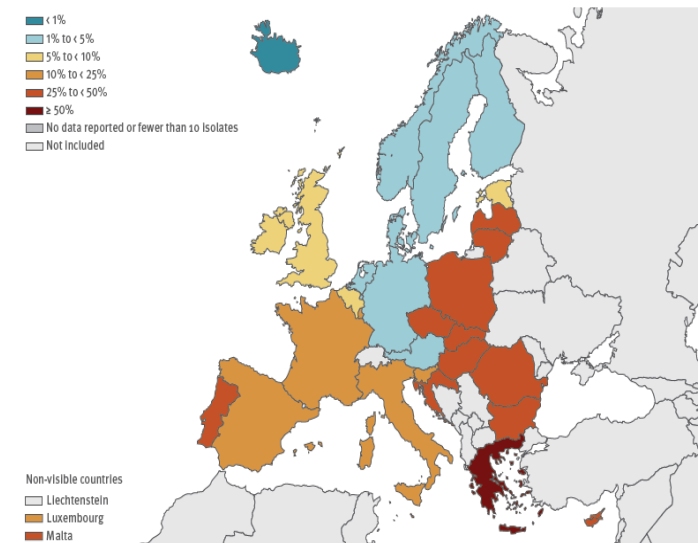 < 1%
1% to < 5%
5% to < 10%
10% to < 25%
25% to < 50%
≥ 50%
No data reported or fewer than 10 isolates
Not included
Non-visible countries
Liechtenstein
Luxembourg
Malta